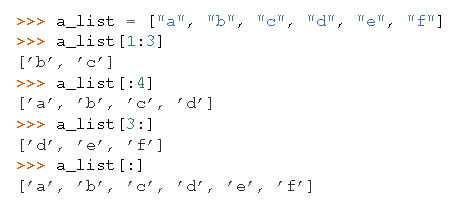 >>> a_list = ["a", "b", "c", "d", "e", "f"]
>>> a_list[1:3]
['b', 'c']
>>> a_list[:4]
['a', 'b', 'c', 'd']
>>> a_list[3:]
['d', 'e', 'f']
>>> a_list[:]
['a', 'b', 'c', 'd', 'e', 'f']